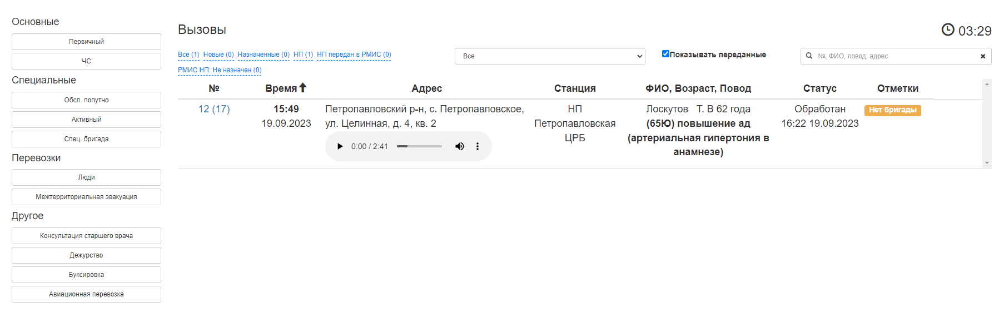 Основные
Первичный
ЧС
Специальные
Обсл. попутно
Активный
Спец. бригада
Перевозки
Люди
Межтерриториальная эвакуация
Другое
Консультация старшего врача
Дежурство
Буксировка
Авиационная перевозка
Вызовы
03:29
Все (1) Новые (0) Назначенные (0) НП (1) НП передан в РМИС (0)
РМИС НП: Не назначен (0)
Все
Показывать переданные
№, ФИО, повод, адрес
№ Время Адрес Станция ФИО, Возраст, Повод Статус Отметки
12 (17)
15:49
19.09.2023
Петропавловский р-н, с. Петропавловское,
ул. Целинная, д. 4, кв. 2
0:00 / 2:41
НП
Петропавловская
ЦРБ
Лоскутов Т. В 62 года
(65Ю) повышение ад
(артериальная гипертония в
анамнезе)
Обработан
16:22 19.09.2023
Нет бригады